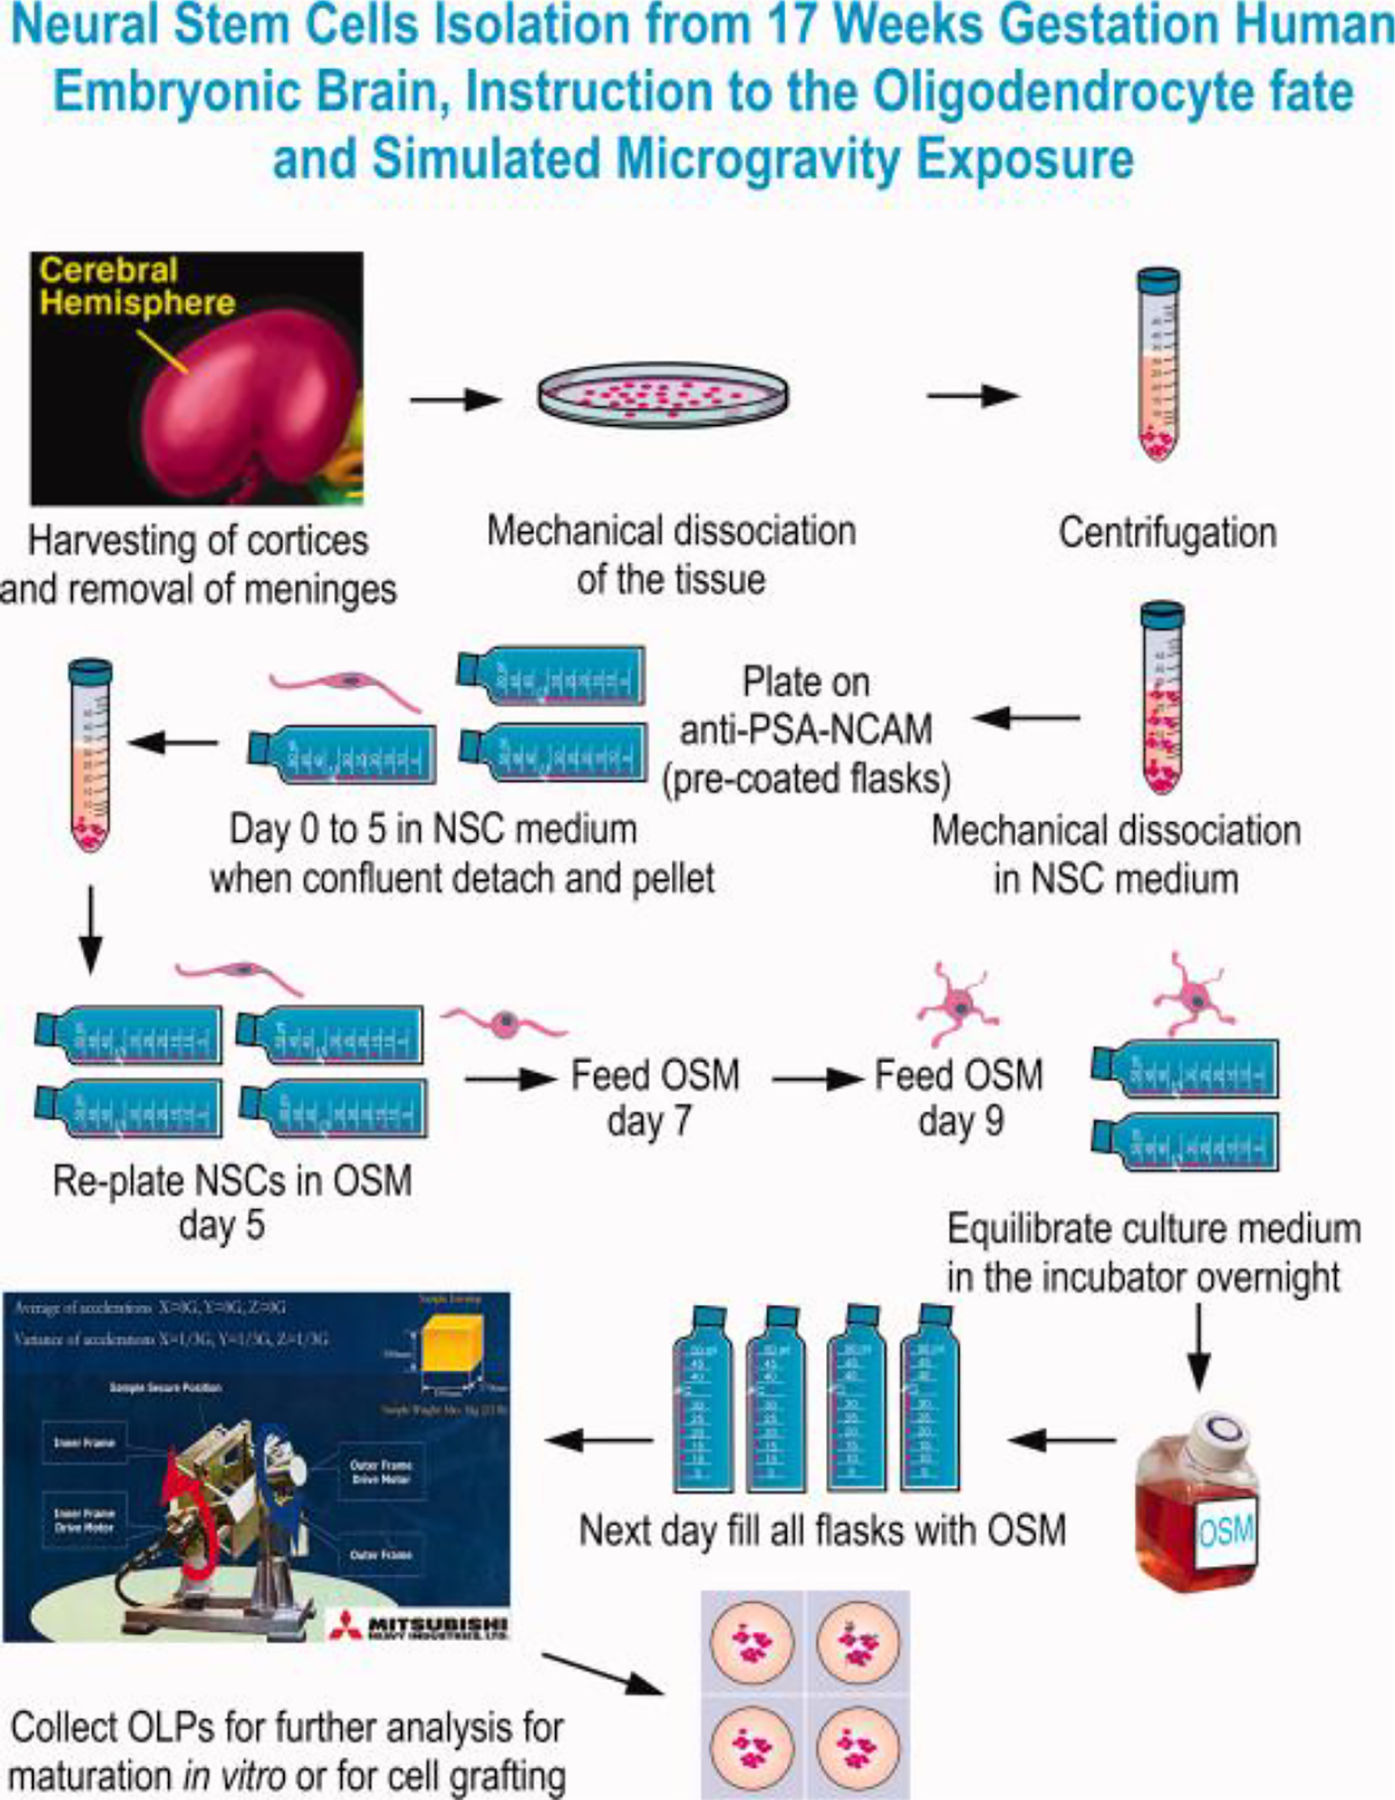 Neural Stem Cells Isolation from 17 Weeks Gestation Human
Embryonic Brain, Instruction to the Oligodendrocyte fate
and Simulated Microgravity Exposure
Cerebral
Hemisphere
Harvesting of cortices
and removal of meninges
Mechanical dissociation
of the tissue
Centrifugation
Mechanical dissociation
in NSC medium
Plate on
anti-PSA-NCAM
(pre-coated flasks)
Day 0 to 5 in NSC medium
when confluent detach and pellet
Re-plate NSCs in OSM
day 5
Feed OSM
day 7
Feed OSM
day 9
Equilibrate culture medium
in the incubator overnight
OSM
Next day fill all flasks with OSM
Average of accelerations X=0G, Y=0G, Z=0G
Variance of accelerations X=1/3G, Y=1/3G, Z=1/3G
Sample Secure Position
Inner Frame
Inner Frame
Drive Motor
Outer Frame
Drive Motor
Outer Frame
MITSUBISHI
HEAVY INDUSTRIES, LTD.
Collect OLPs for further analysis for
maturation in vitro or for cell grafting